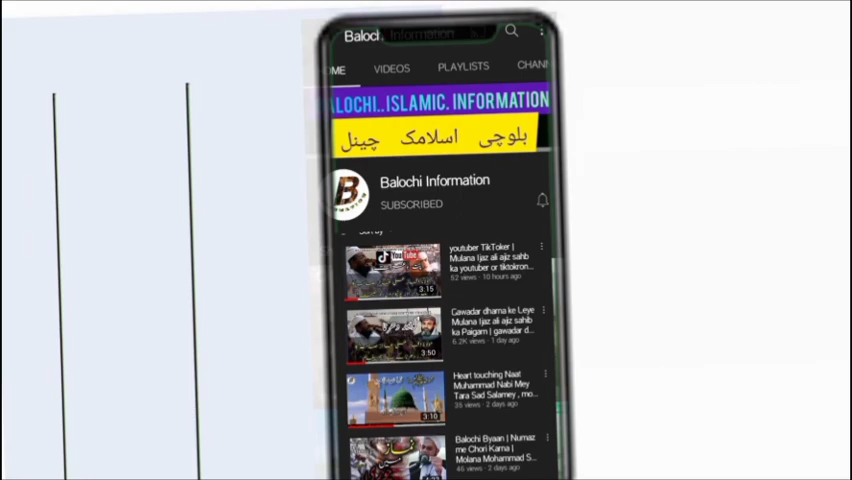 Balochi Information
OME VIDEOS PLAYLISTS CHANN
ALOCHI..ISLAMIC. INFORMATION
بلوچی اسلامک چینل
Balochi Information
SUBSCRIBED
B
YouTube
3:15
youtuber TikToker |
Mulana Ijaz ali ajiz sahb
ka youtuber or tiktokron...
52 views · 10 hours ago
3:50
Gawadar dharna ke Leye
Mulana Ijaz ali ajiz sahib
ka Paigam | gawadar d...
6.2K views · 1 day ago
3:10
Heart touching Naat
Muhammad Nabi Mey
Tara Sad Salamey , mo...
35 views · 2 days ago
Balochi Byaan | Numaz
me Chori Karna |
Molana Mohammad S...
46 views · 2 days ago